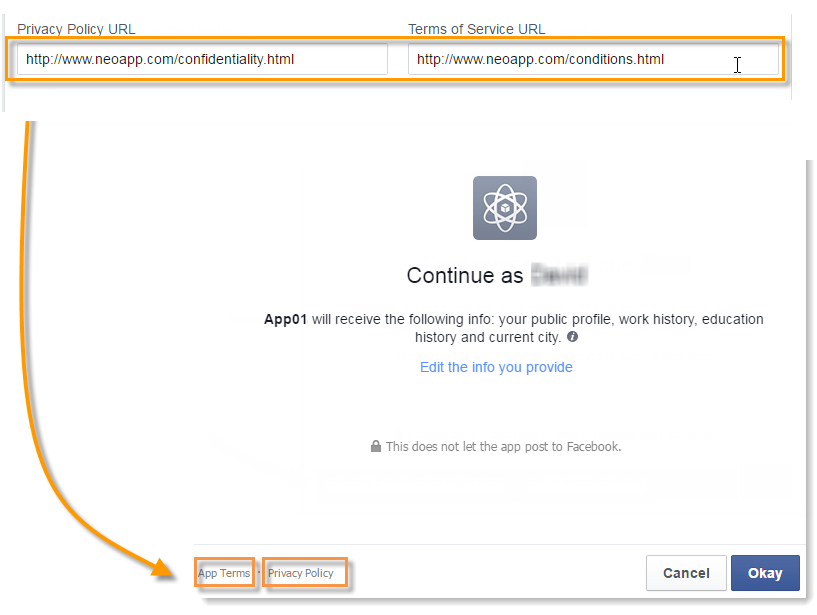 Privacy Policy URL
Terms of Service URL
http://www.neoapp.com/confidentiality.html
http://www.neoapp.com/conditions.html
Continue as
App01 will receive the following info: your public profile, work history, education
history and current city.
Edit the info you provide
This does not let the app post to Facebook.
App Terms · Privacy Policy
Cancel
Okay